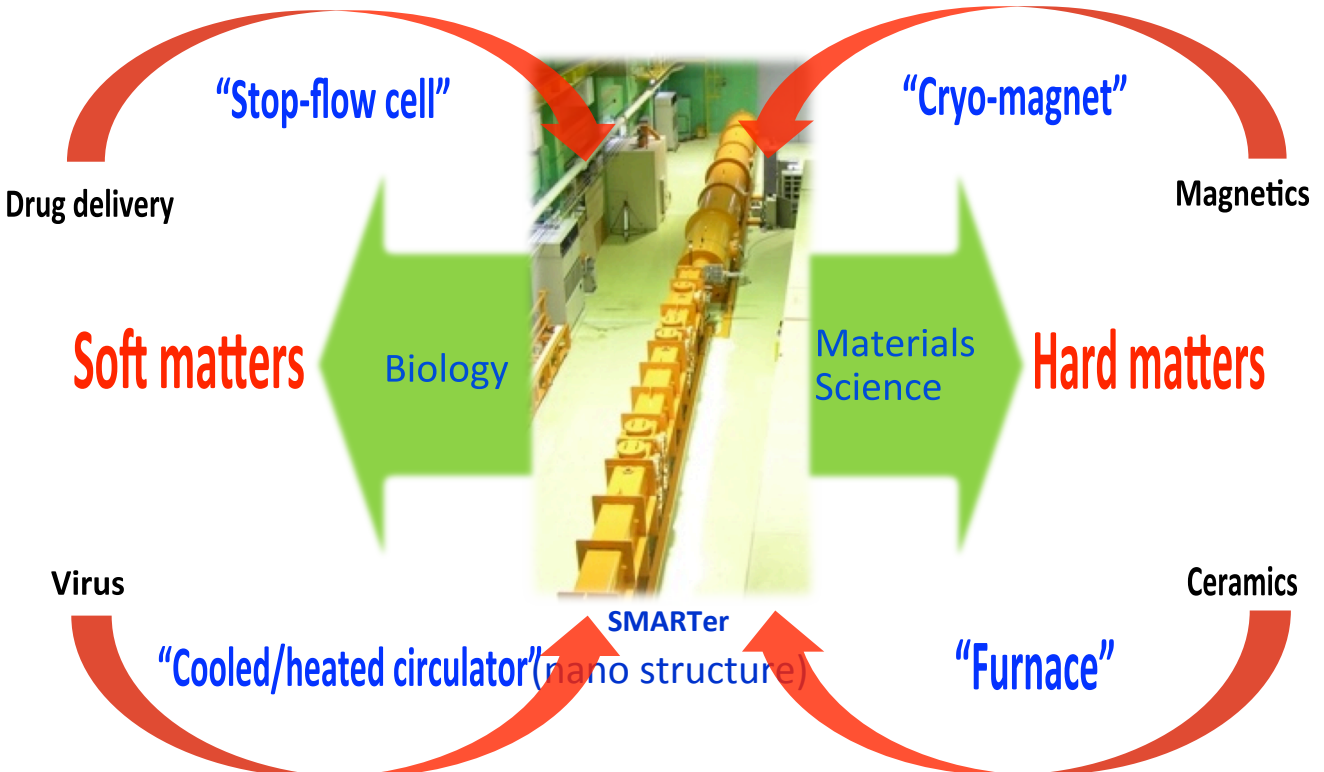 “Stop-flow cell”
“Cryo-magnet”
Drug delivery
Magnetics
Soft matters
Biology
Materials
Science
Hard matters
Virus
Ceramics
SMARTer
“Cooled/heated circulator”
(nano structure)
“Furnace”